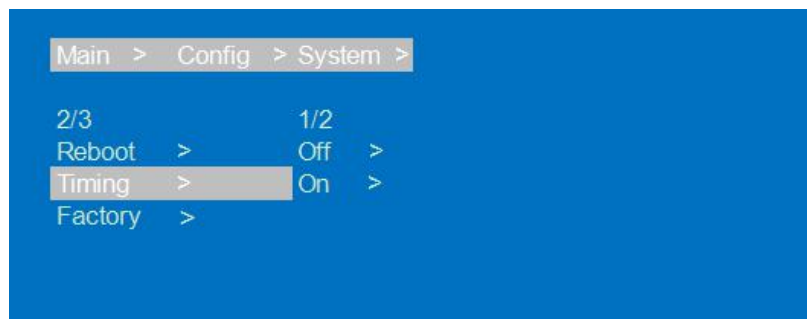 Main > Config > System >
2/3 1/2
Reboot > Off >
Timing > On >
Factory >